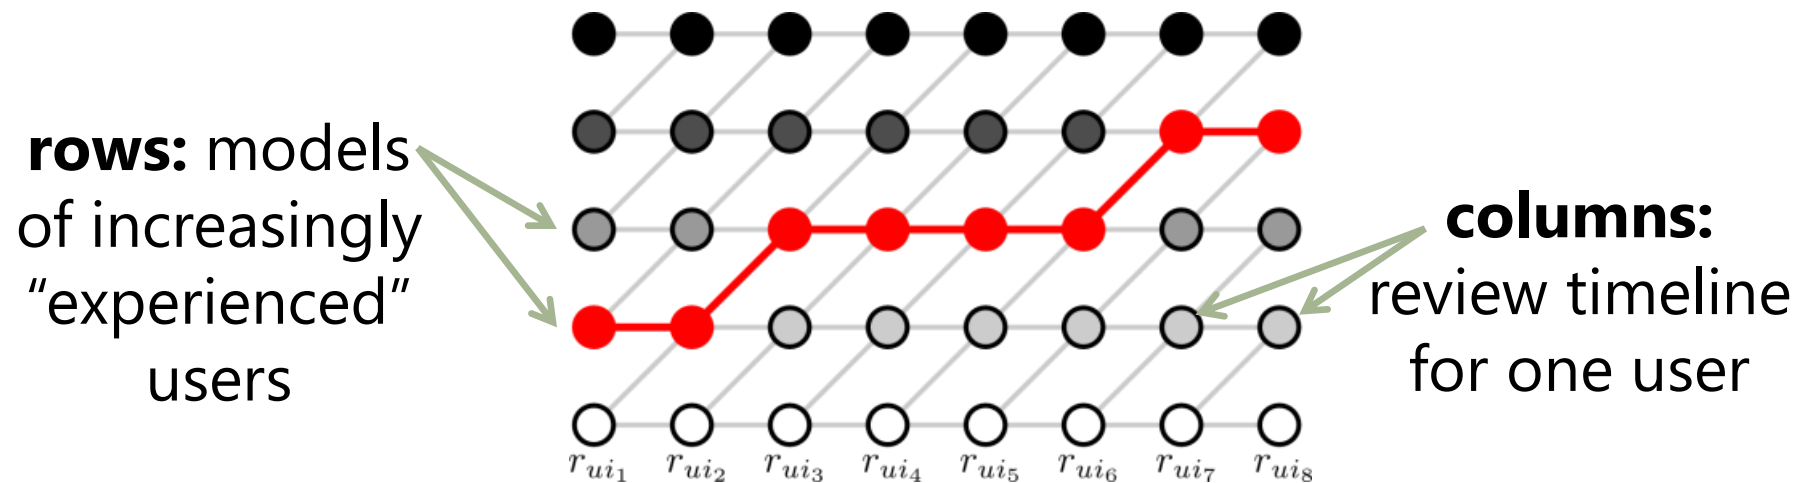 rows: models
of increasingly
“experienced”
users
columns:
review timeline
for one user
r_{ui_1} r_{ui_2} r_{ui_3} r_{ui_4} r_{ui_5} r_{ui_6} r_{ui_7} r_{ui_8}